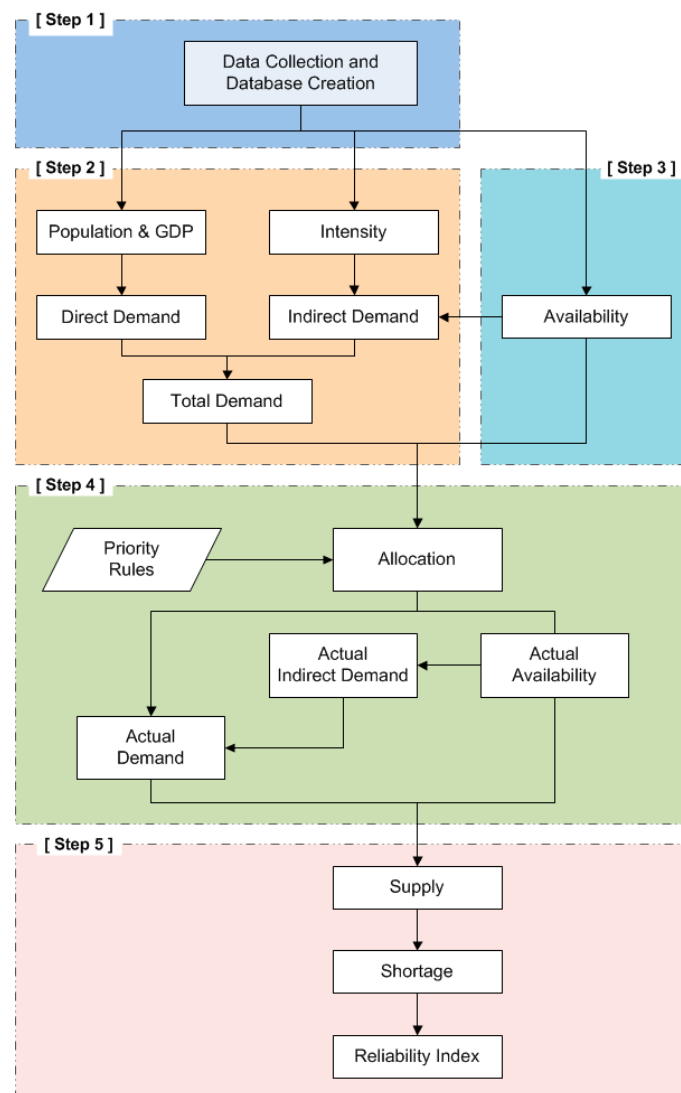 [ Step 1 ]
Data Collection and
Database Creation
[ Step 2 ]
[ Step 3 ]
Population & GDP
Intensity
Direct Demand
Indirect Demand
Availability
Total Demand
[ Step 4 ]
Priority
Rules
Allocation
Actual
Indirect Demand
Actual
Availability
Actual
Demand
[ Step 5 ]
Supply
Shortage
Reliability Index